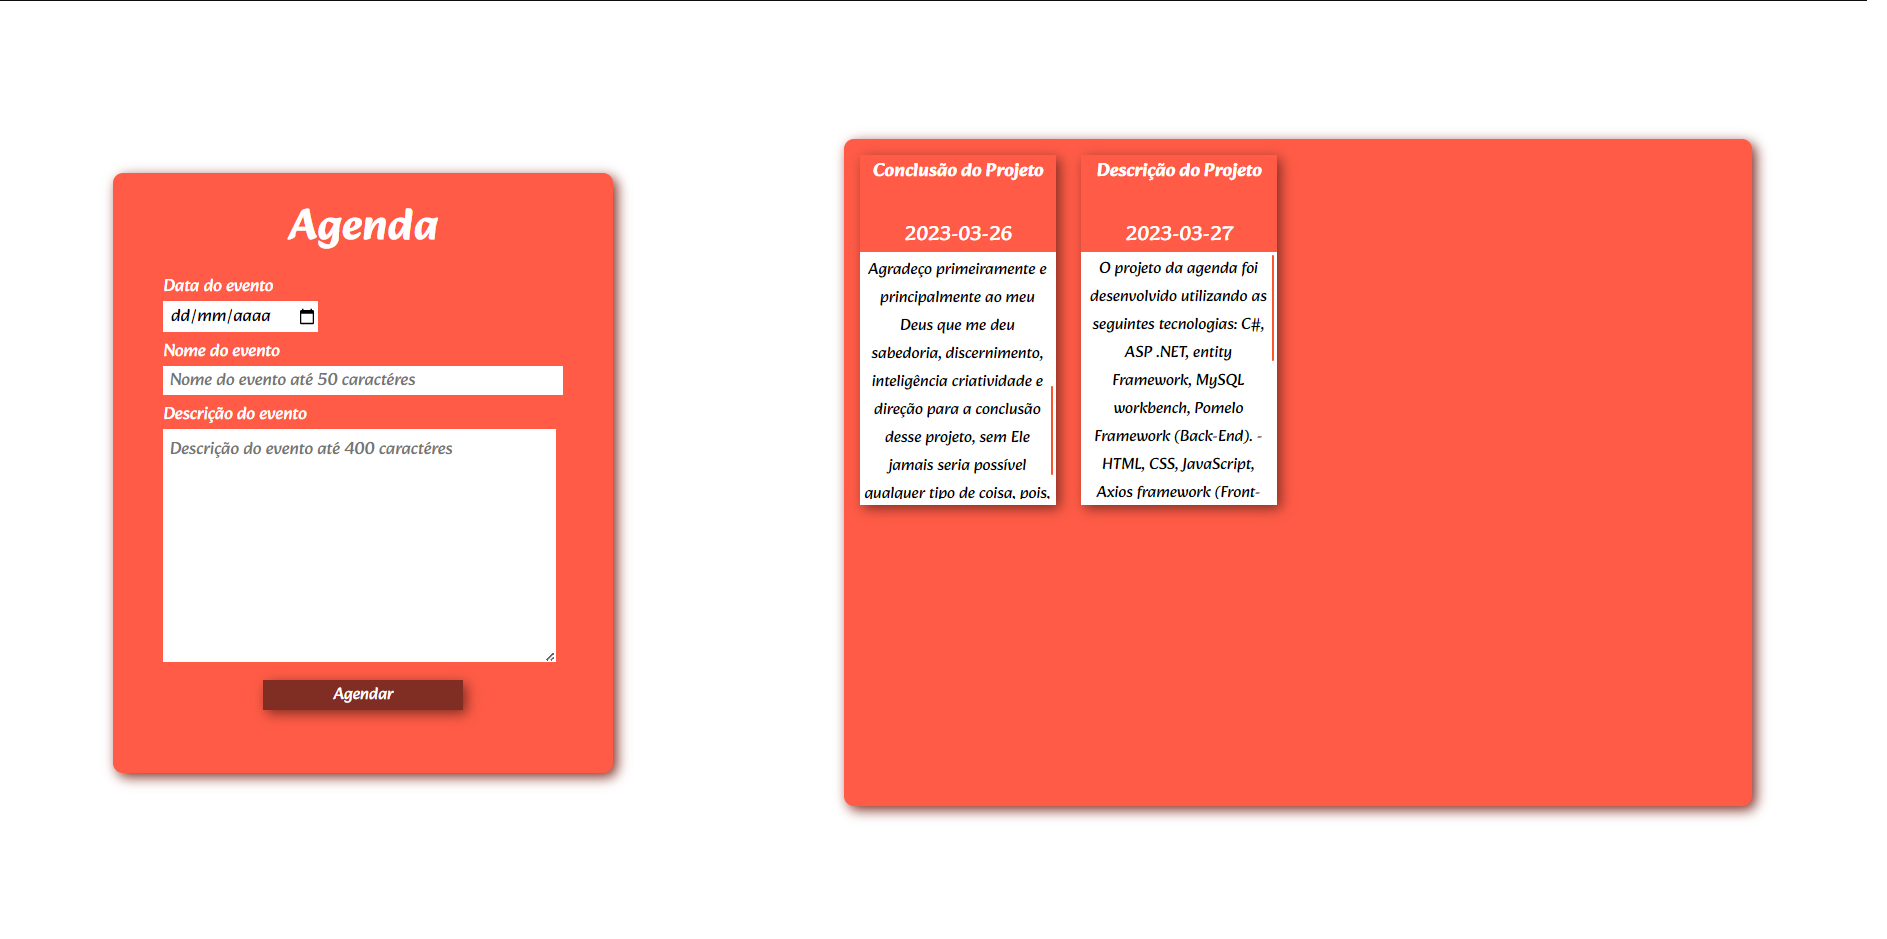 Agenda
Data do evento
dd/mm/aaaa
Nome do evento
Nome do evento até 50 caractéres
Descrição do evento
Descrição do evento até 400 caractéres
Agendar
Conclusão do Projeto
2023-03-26
Agradeço primeiramente e
principalmente ao meu
Deus que me deu
sabedoria, discernimento,
inteligência criatividade e
direção para a conclusão
desse projeto, sem Ele
jamais seria possível
qualquer tipo de coisa, pois,
Descrição do Projeto
2023-03-27
O projeto da agenda foi
desenvolvido utilizando as
seguintes tecnologias: C#,
ASP .NET, entity
Framework, MySQL
workbench, Pomelo
Framework (Back-End). -
HTML, CSS, JavaScript,
Axios framework (Front-